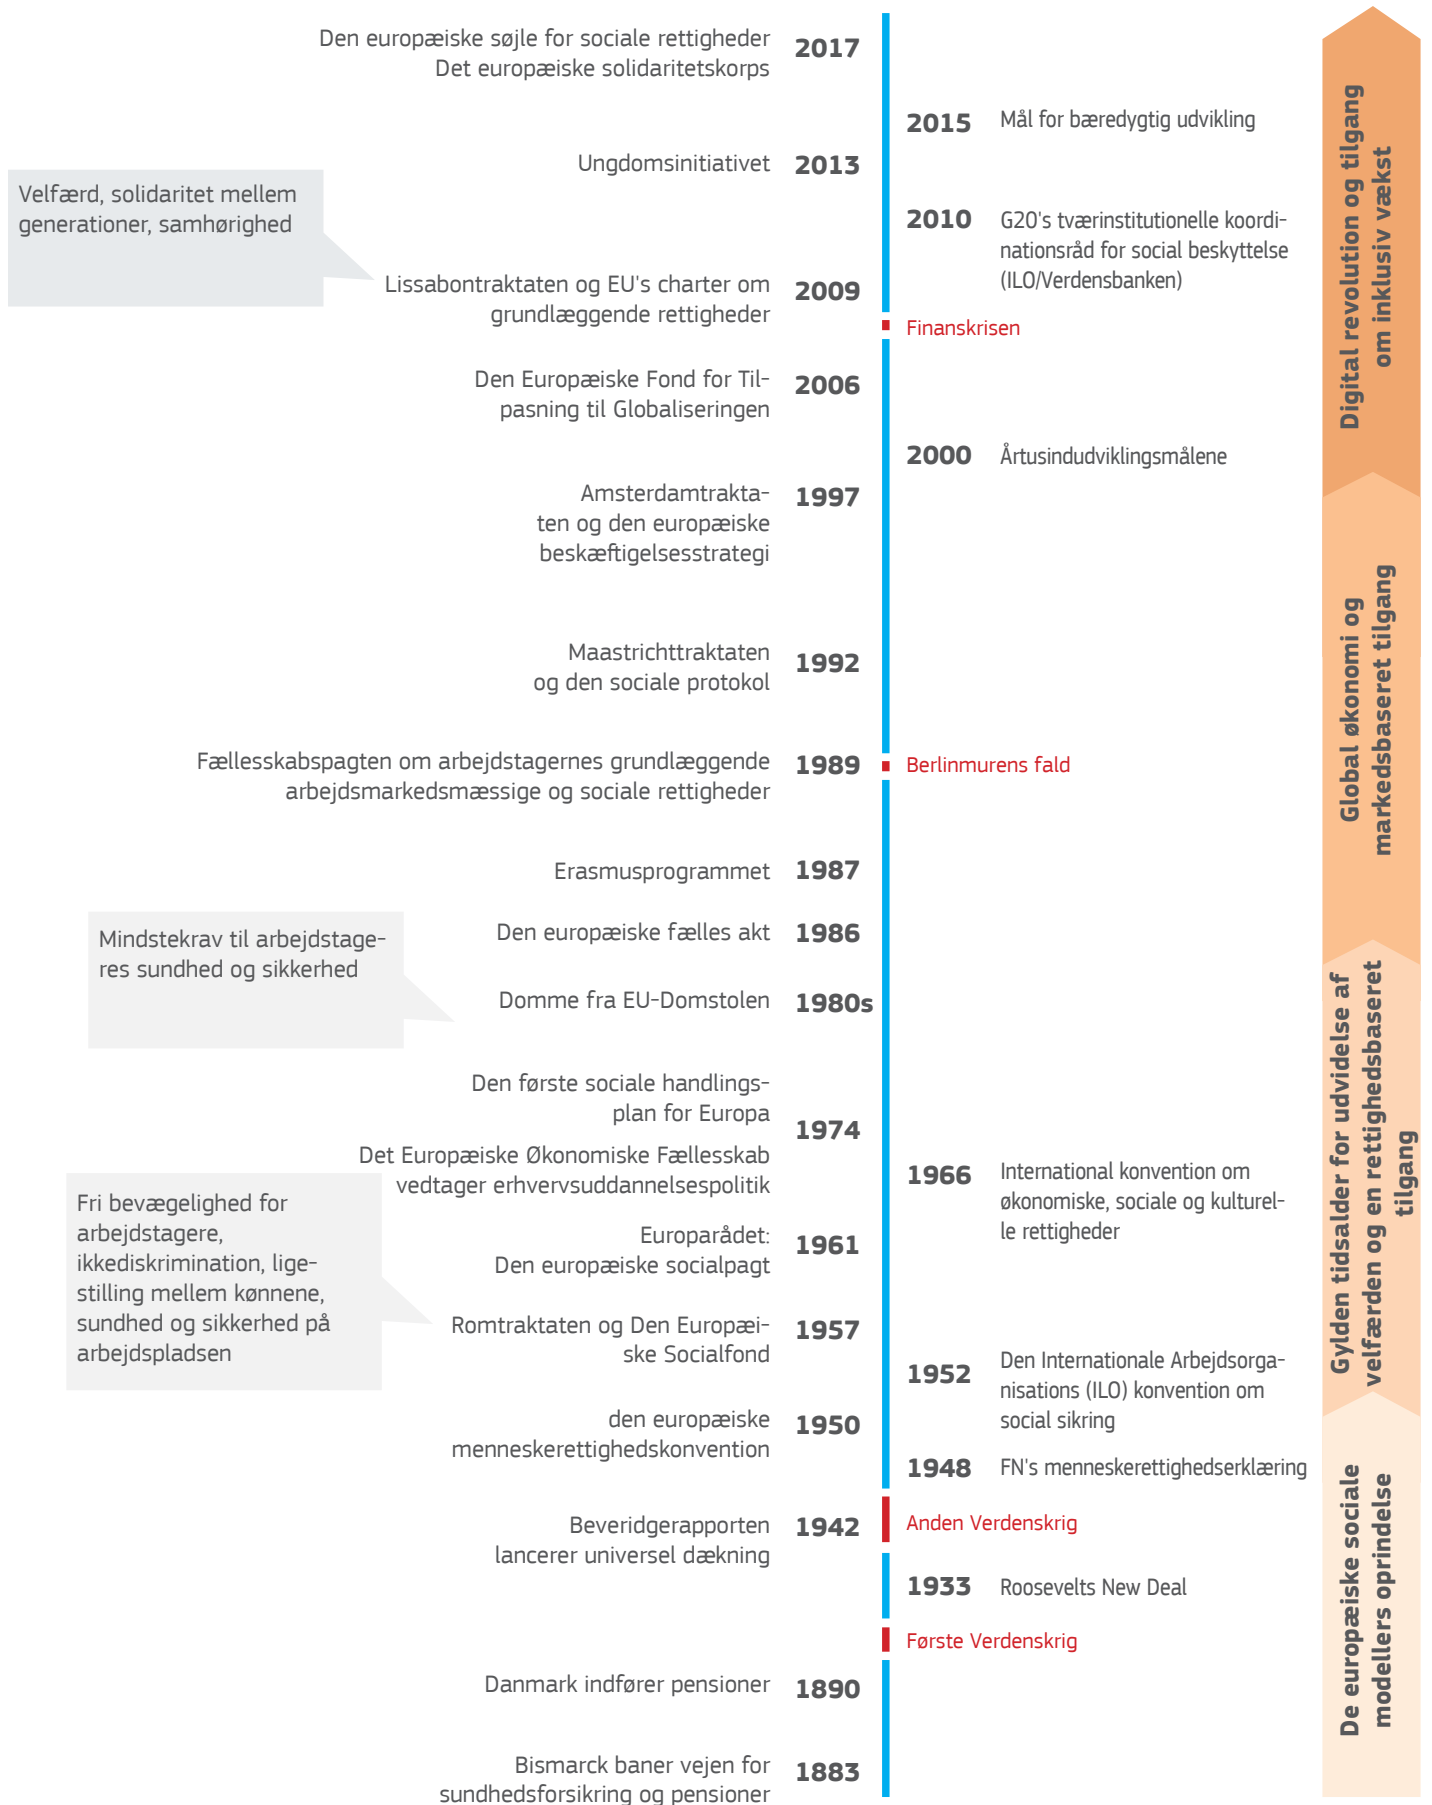 Den europæiske søjle for sociale rettigheder
Det europæiske solidaritetskorps
2017
2015
Mål for bæredygtig udvikling
Ungdomsinitiativet
2013
Velfærd, solidaritet mellem
generationer, samhørighed
2010
G20's tværinstitutionelle koordi-
nationsråd for social beskyttelse
(ILO/Verdensbanken)
Lissabontraktaten og EU's charter om
grundlæggende rettigheder
2009
Finanskrisen
Den Europæiske Fond for Til-
pasning til Globaliseringen
2006
2000
Årtusindudviklingsmålene
Amsterdamtrakta-
ten og den europæiske
beskæftigelsesstrategi
1997
Maastrichttraktaten
og den sociale protokol
1992
Fællesskabspagten om arbejdstagernes grundlæggende
arbejdsmarkedsmæssige og sociale rettigheder
1989
Berlinmurens fald
Erasmusprogrammet
1987
Mindstekrav til arbejdstage-
res sundhed og sikkerhed
Den europæiske fælles akt
1986
Domme fra EU-Domstolen
1980s
Den første sociale handlings-
plan for Europa
1974
Det Europæiske Økonomiske Fællesskab
vedtager erhvervsuddannelsespolitik
1966
International konvention om
økonomiske, sociale og kulturel-
le rettigheder
Fri bevægelighed for
arbejdstagere,
ikkediskrimination, lige-
stilling mellem kønnene,
sundhed og sikkerhed på
arbejdspladsen
Europarådet:
Den europæiske socialpagt
1961
Romtraktaten og Den Europæi-
ske Socialfond
1957
1952
Den Internationale Arbejdsorga-
nisations (ILO) konvention om
social sikring
den europæiske
menneskerettighedskonvention
1950
1948
FN's menneskerettighedserklæring
Beveridgerapporten
lancerer universel dækning
1942
Anden Verdenskrig
1933
Roosevelts New Deal
Første Verdenskrig
Danmark indfører pensioner
1890
Bismarck baner vejen for
sundhedsforsikring og pensioner
1883
Digital revolution og tilgang
om inklusiv vækst
Global økonomi og
markedsbaseret tilgang
Gylden tidsalder for udvidelse af
velfærden og en rettighedsbaseret
tilgang
De europæiske sociale
modellers oprindelse